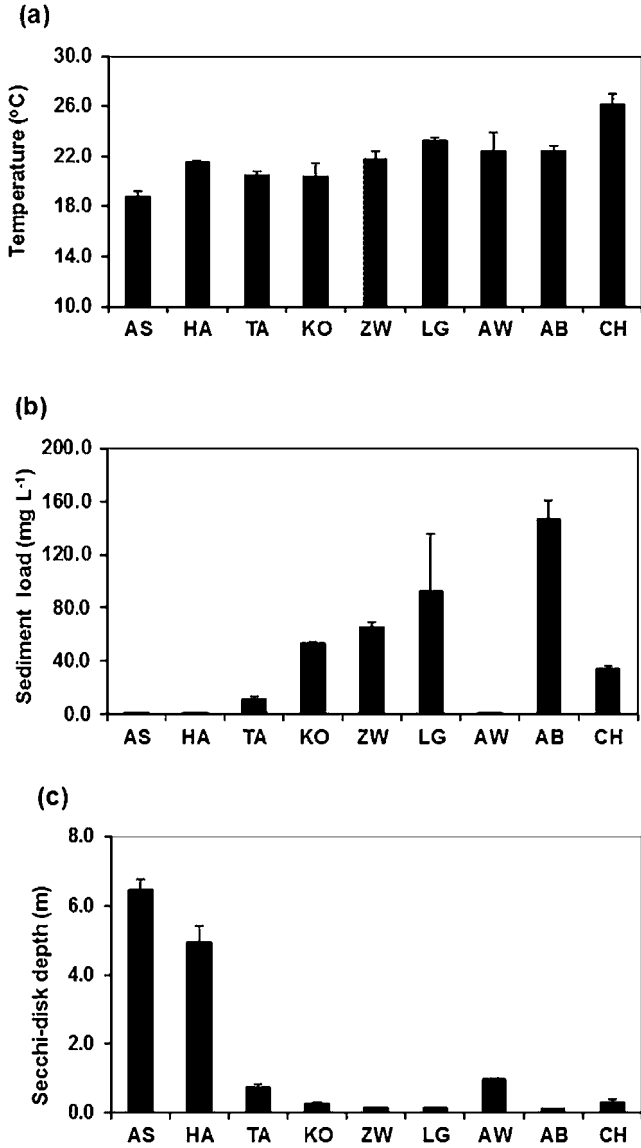 (a)
Temperature (ºC)
30.0
26.0
22.0
18.0
14.0
10.0
AS HA TA KO ZW LG AW AB CH
(b)
Sediment load (mg L⁻¹)
200.0
160.0
120.0
80.0
40.0
0.0
AS HA TA KO ZW LG AW AB CH
(c)
Secchi-disk depth (m)
8.0
6.0
4.0
2.0
0.0
AS HA TA KO ZW LG AW AB CH